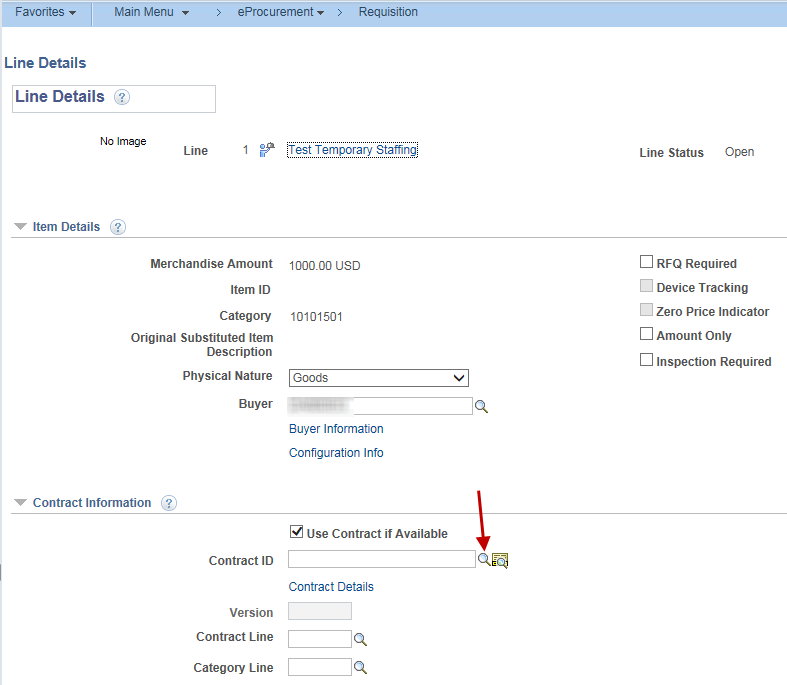 Favorites Main Menu > eProcurement > Requisition
Line Details
Line Details ?
No Image
Line 1 Test Temporary Staffing Line Status Open
Item Details ?
Merchandise Amount 1000.00 USD
RFQ Required
Item ID
Device Tracking
Category 10101501
Zero Price Indicator
Original Substituted Item
Description
Amount Only
Physical Nature Goods
Inspection Required
Buyer
Buyer Information
Configuration Info
Contract Information ?
Use Contract if Available
Contract ID
Contract Details
Version
Contract Line
Category Line